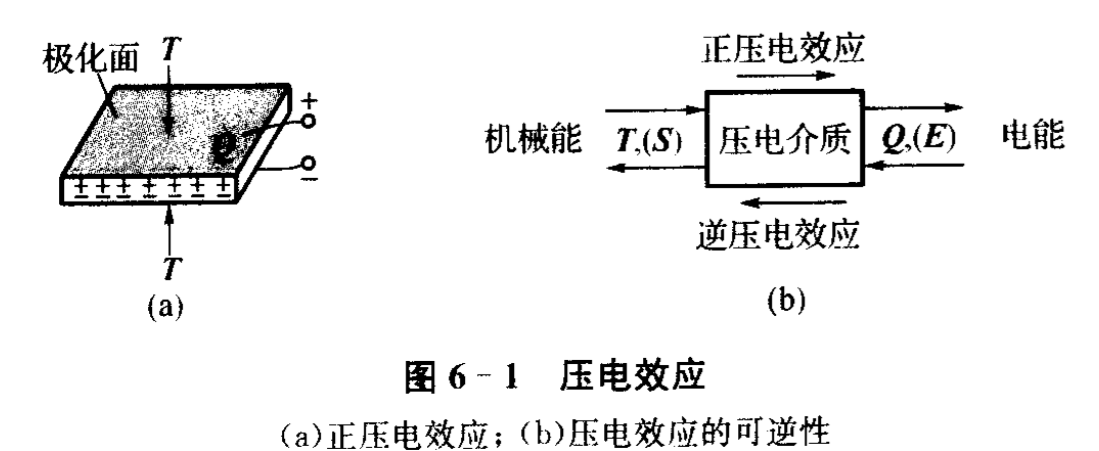 极化面 T
Q
+
−
± ± ± ± ± ± ±
T
(a)
正压电效应
机械能 T,(S) 压电介质 Q,(E) 电能
逆压电效应
(b)
图 6-1 压电效应
(a)正压电效应；(b)压电效应的可逆性